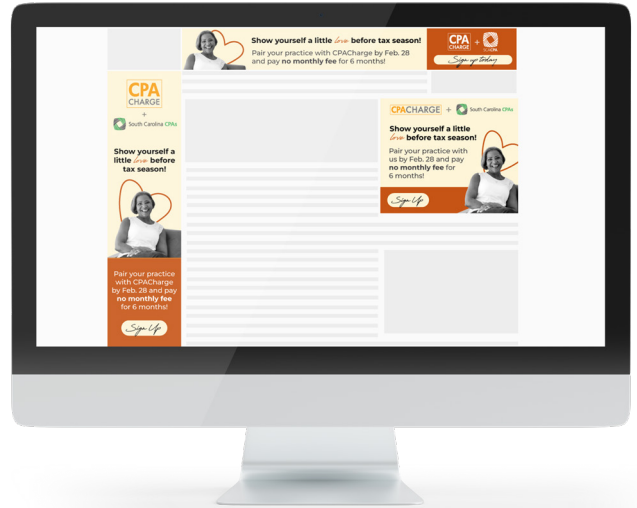 Show yourself a little love before tax season!
Pair your practice with CPACharge by Feb. 28
and pay no monthly fee for 6 months!
CPA
CHARGE
+
Sign up today
CPA
CHARGE
+
South Carolina CPAs
Show yourself a
little love before
tax season!
Pair your practice
with CPACharge
by Feb. 28 and pay
no monthly fee
for 6 months!
Sign Up
CPACHARGE + South Carolina CPAs
Show yourself a little
love before tax season!
Pair your practice with
us by Feb. 28 and pay
no monthly fee for
6 months!
Sign Up